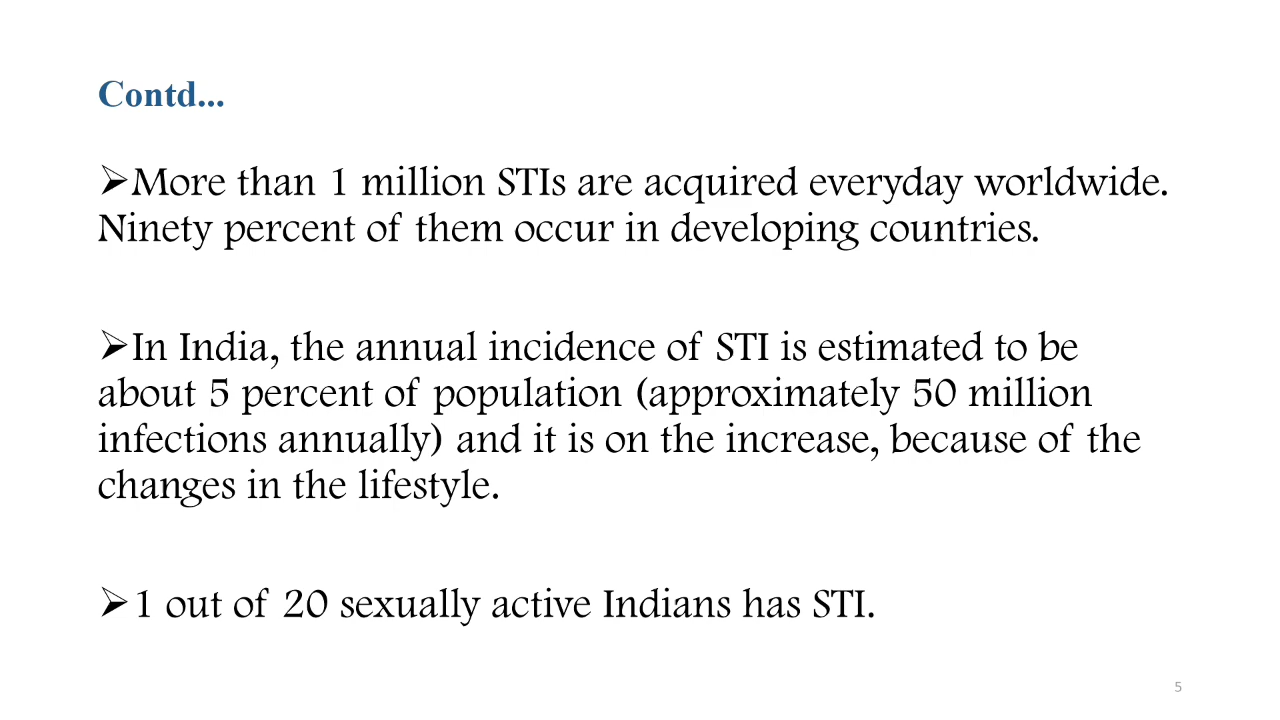 Contd...
➢More than 1 million STIs are acquired everyday worldwide.
Ninety percent of them occur in developing countries.
➢In India, the annual incidence of STI is estimated to be
about 5 percent of population (approximately 50 million
infections annually) and it is on the increase, because of the
changes in the lifestyle.
➢1 out of 20 sexually active Indians has STI.
5